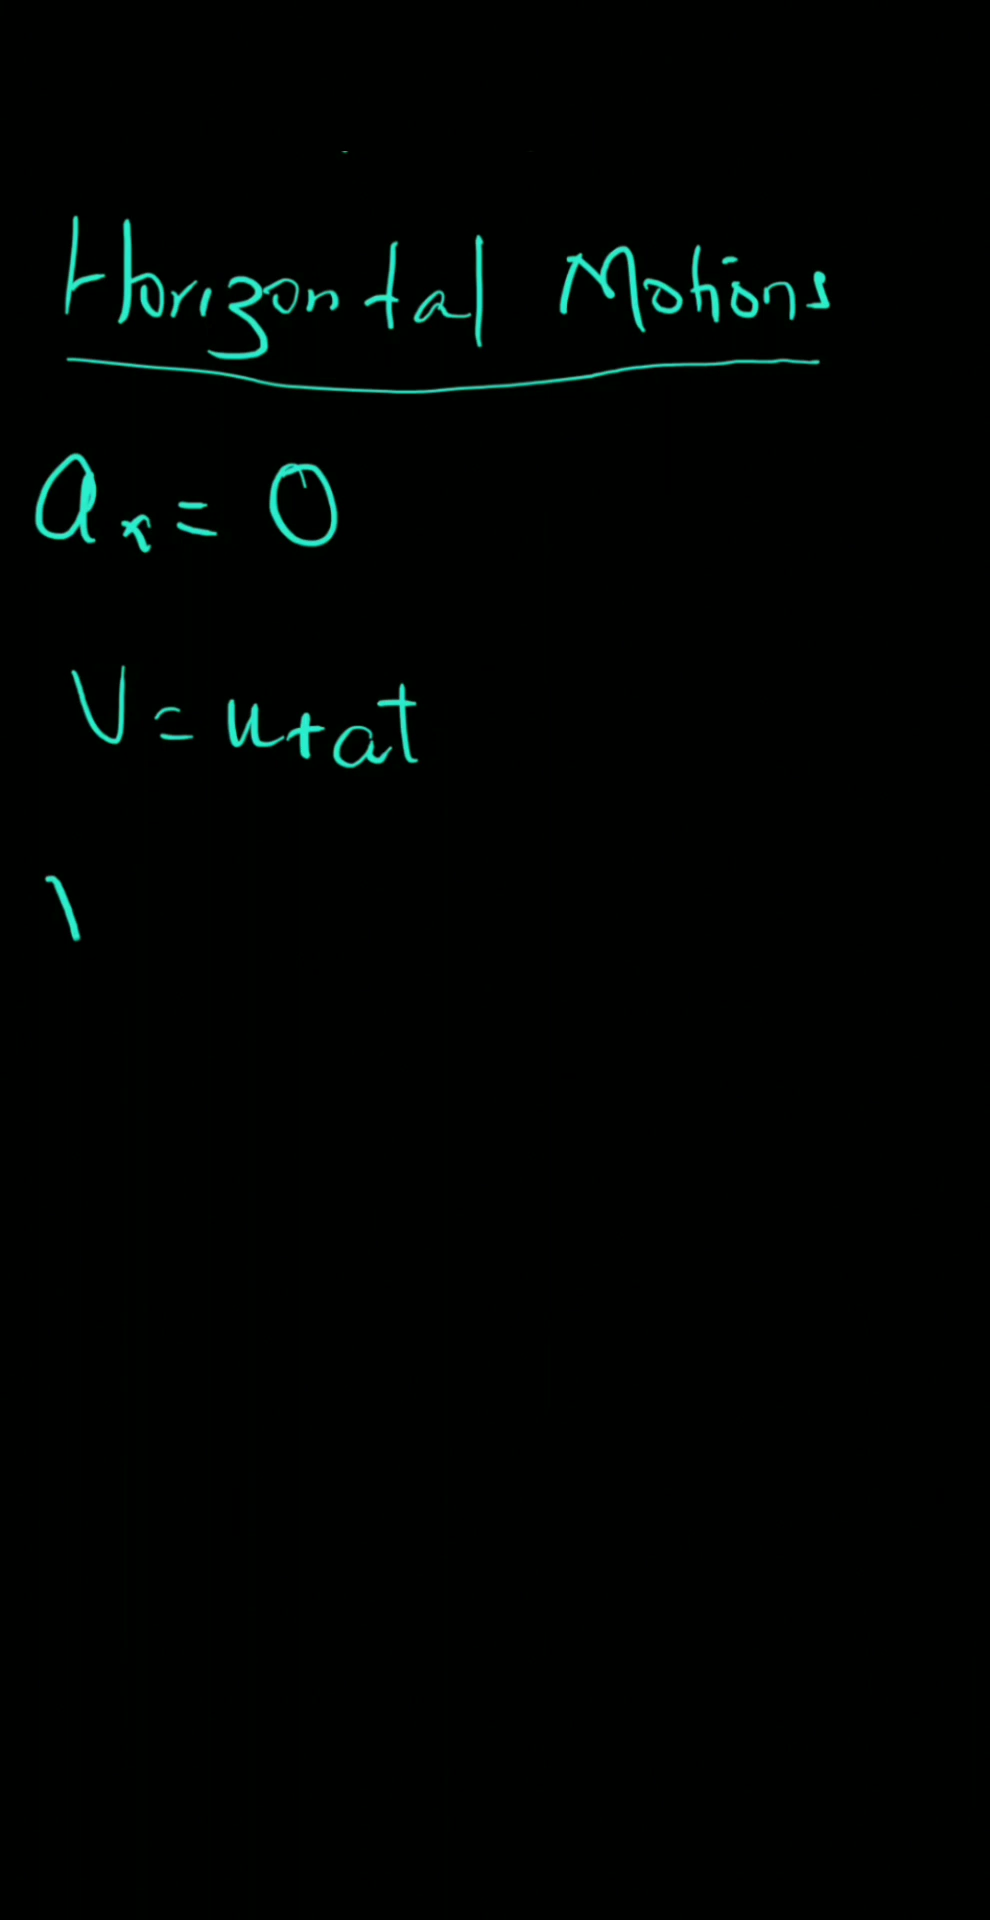 Horizontal Motions
aₓ = 0
V = u+at
\